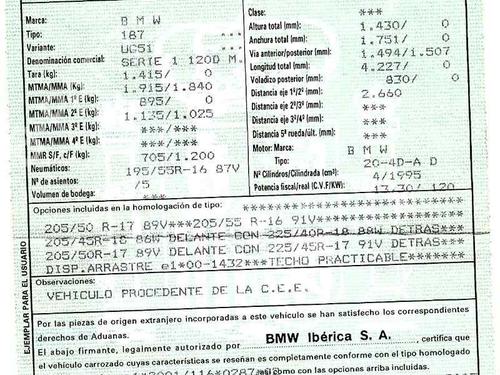 Marca: B M W
Tipo: 187
Variante: UG51
Denominación comercial: SERIE 1 120D M.
Tara (kg): 1.415/ 0
MTMA/MMA (Kg): 1.915/1.840
MTMA/MMA 1º E (kg): 895/ 0
MTMA/MMA 2º E (kg): 1.135/1.025
MTMA/MMA 3º E (kg): ***/***
MTMA/MMA 4º E (kg): ***/***
MMR S/F, c/F (kg): 705/1.200
Neumáticos: 195/55R-16 87V
Nº de asientos: /5
Volumen de bodega: ***
Clase: ***
Altura total (mm): 1.430/ 0
Anchura total (mm): 1.751/ 0
Via anterior/posterior (mm): 1.494/1.507
Longitud total (mm): 4.227/ 0
Voladizo posterior (mm): 830/ 0
Distancia eje 1º/2º (mm): 2.660
Distancia eje 2º/3º (mm): ***
Distancia eje 3º/4º (mm): ***
Distancia 5ª rueda/últ. (mm): ***
Motor: Marca: B M W
Tipo: 20-4D-A D
Nº Cilindros/Cilindrada (cm³): 4/1995
Potencia fiscal/real (C.V.F/KW): 13.30/ 120
Opciones incluidas en la homologación de tipo:
205/50 R-17 89V***205/55 R-16 91V****************
205/45R-18 86W DELANTE CON 225/40R-18 88W DETRAS***
205/50R-17 89V DELANTE CON 225/45R-17 91V DETRAS***
DISP.ARRASTRE e1*00-1432***TECHO PRACTICABLE*******
Observaciones:
VEHICULO PROCEDENTE DE LA C.E.E.
EJEMPLAR PARA EL USUARIO
Por las piezas de origen extranjero incorporadas a este vehículo se han satisfecho los correspondientes
derechos de Aduanas.
El abajo firmante, legalmente autorizado por BMW Ibérica S. A. , certifica que
el vehículo carrozado cuyas características se reseñan es completamente conforme con el tipo homologado
*2001/116*0287*02 así como con las opciones arriba indicadas.